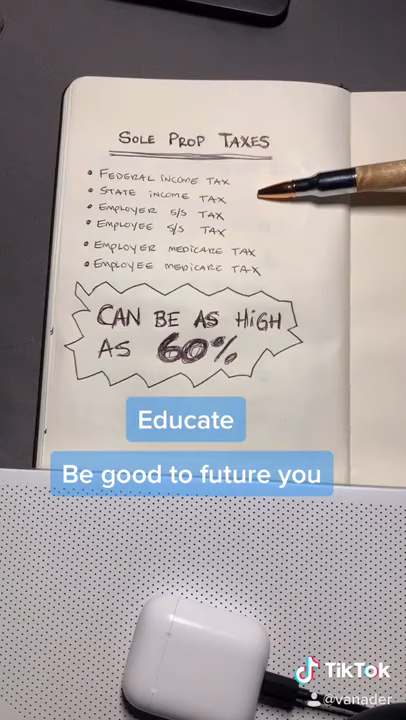 SOLE PROP TAXES
• FEDERAL INCOME TAX
• STATE INCOME TAX
• EMPLOYER S/S TAX
• EMPLOYEE S/S TAX
• EMPLOYER MEDICARE TAX
• EMPLOYEE MEDICARE TAX
CAN BE AS HiGH
AS 60%
Educate
Be good to future you
TikTok
@vanader